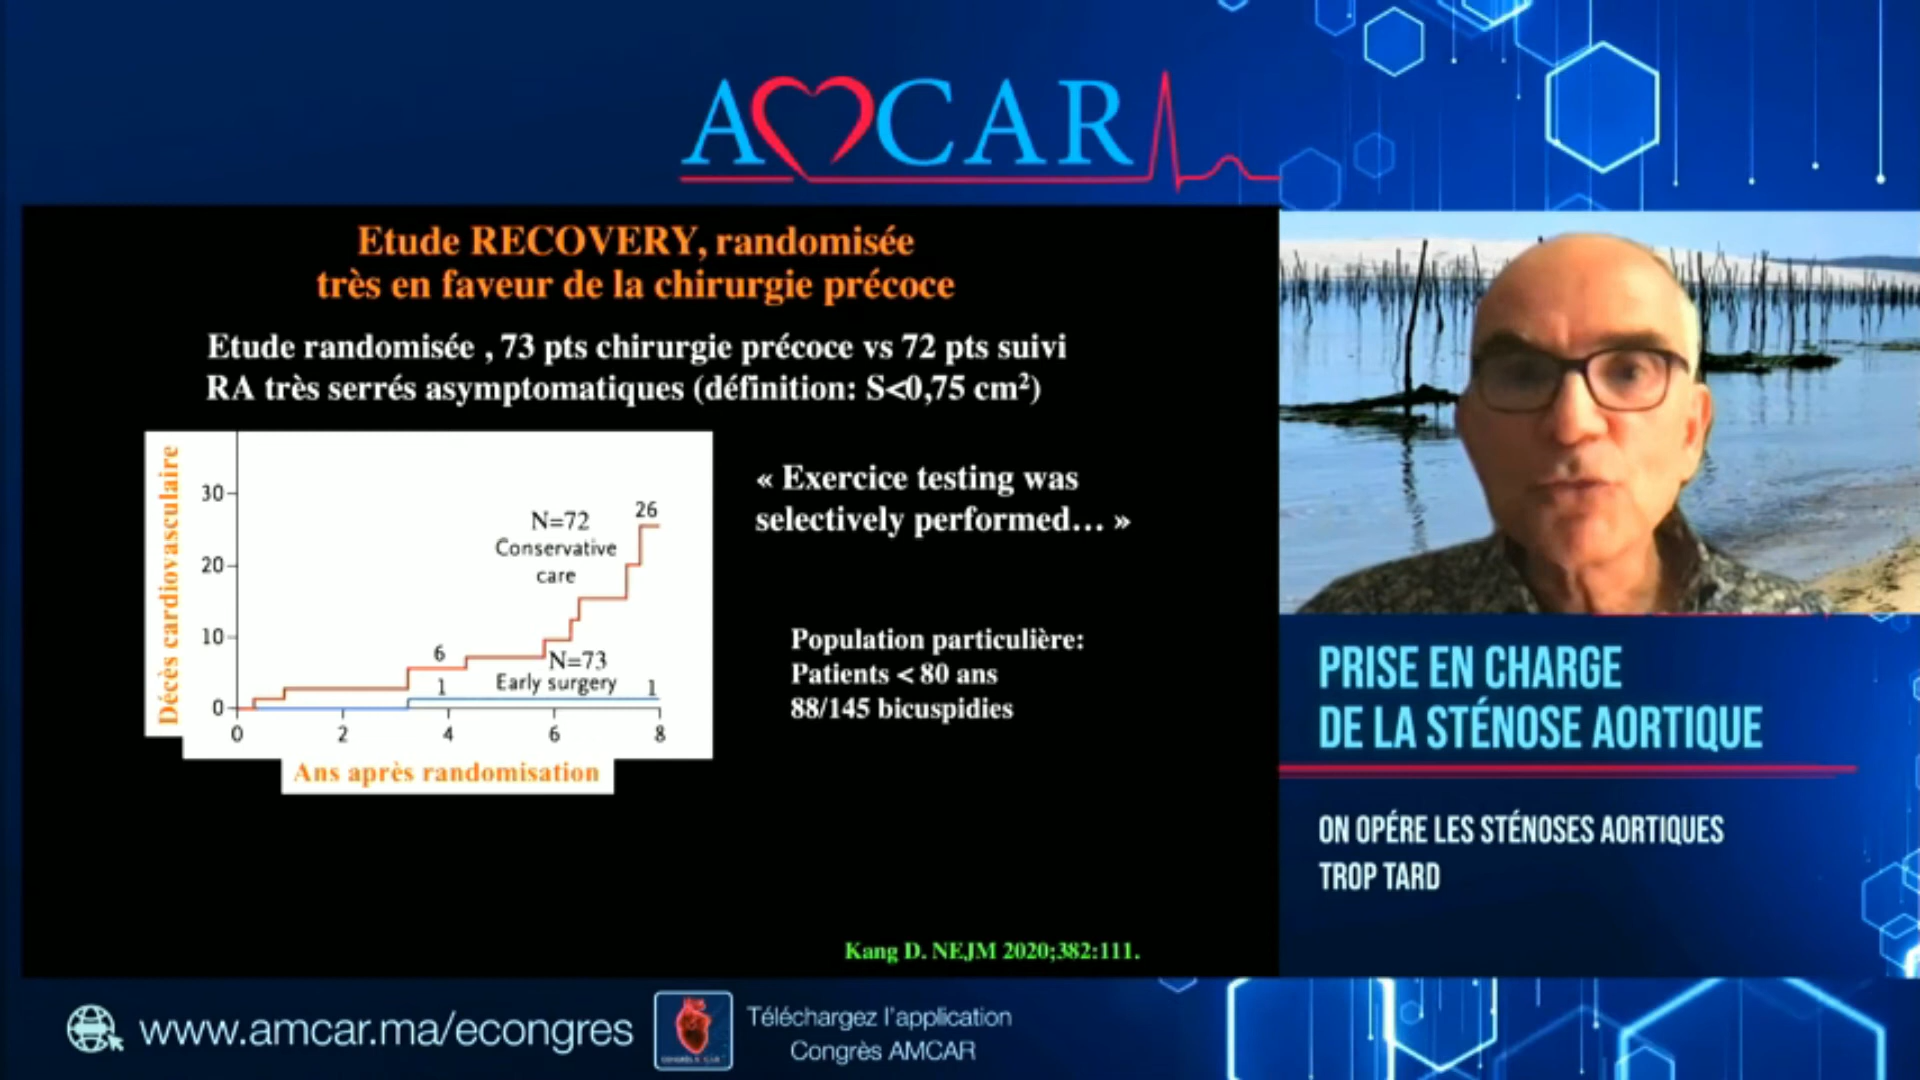 AMCAR
Etude RECOVERY, randomisée
très en faveur de la chirurgie précoce
Etude randomisée , 73 pts chirurgie précoce vs 72 pts suivi
RA très serrés asymptomatiques (définition: S<0,75 cm²)
Décès cardiovasculaire
30
20
10
0
N=72
Conservative
care
26
6
N=73
1
Early surgery
1
0 2 4 6 8
Ans après randomisation
« Exercice testing was
selectively performed… »
Population particulière:
Patients < 80 ans
88/145 bicuspidies
Kang D. NEJM 2020;382:111.
PRISE EN CHARGE
DE LA STÉNOSE AORTIQUE
ON OPÉRE LES STÉNOSES AORTIQUES
TROP TARD
www.amcar.ma/econgres
Téléchargez l'application
Congrès AMCAR